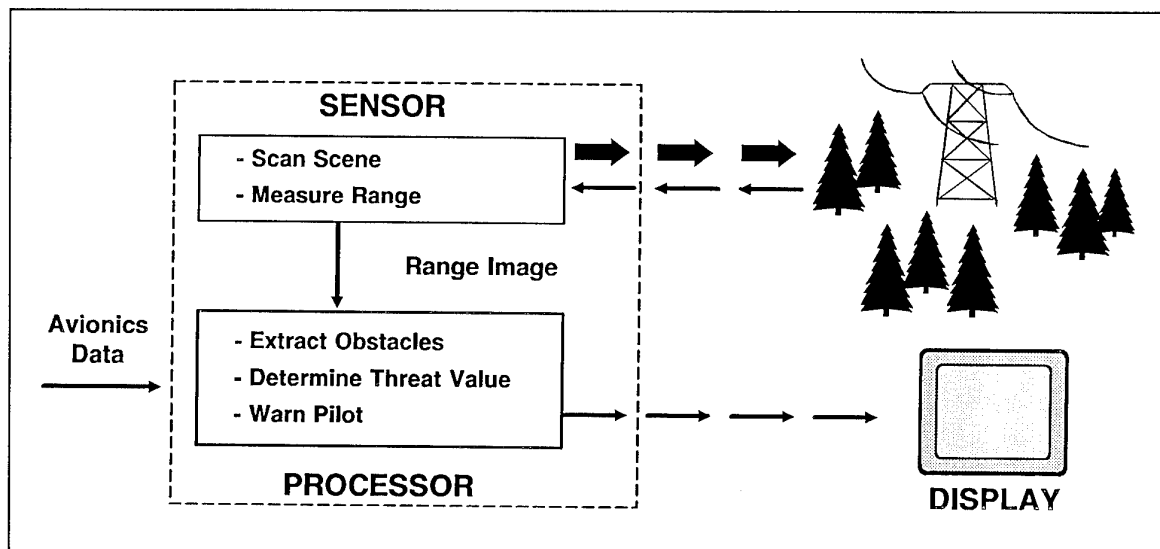 SENSOR
- Scan Scene
- Measure Range
Range Image
Avionics
Data
- Extract Obstacles
- Determine Threat Value
- Warn Pilot
PROCESSOR
DISPLAY